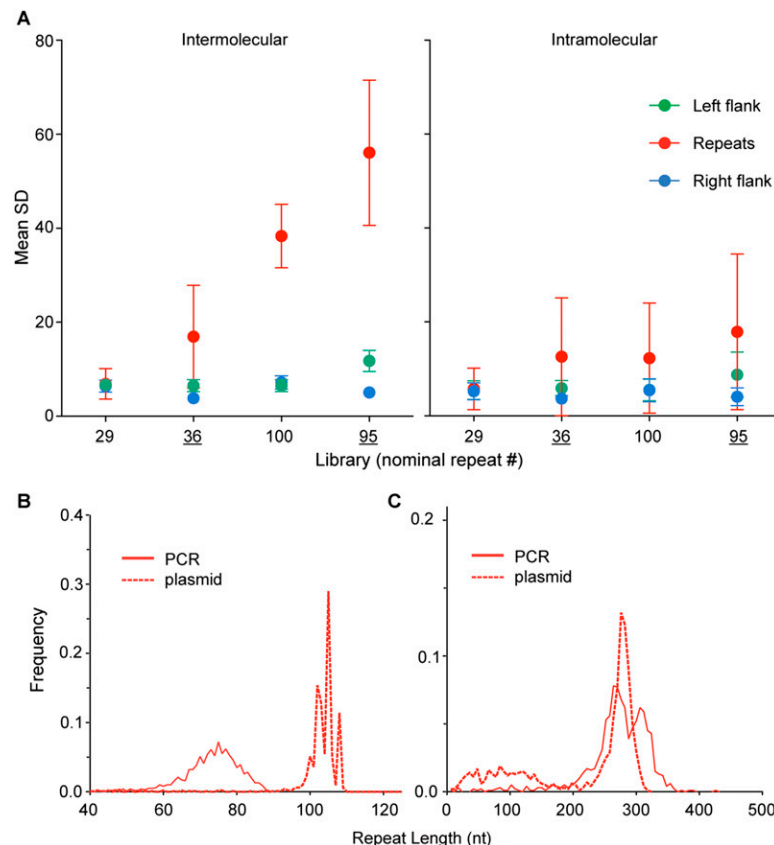 A
Intermolecular
Intramolecular
80
60
40
20
0
Mean SD
Left flank
Repeats
Right flank
29 36 100 95
29 36 100 95
Library (nominal repeat #)
B
0.4
0.3
0.2
0.1
0.0
Frequency
PCR
plasmid
40 60 80 100 120
C
0.2
0.1
0.0
PCR
plasmid
0 100 200 300 400 500
Repeat Length (nt)